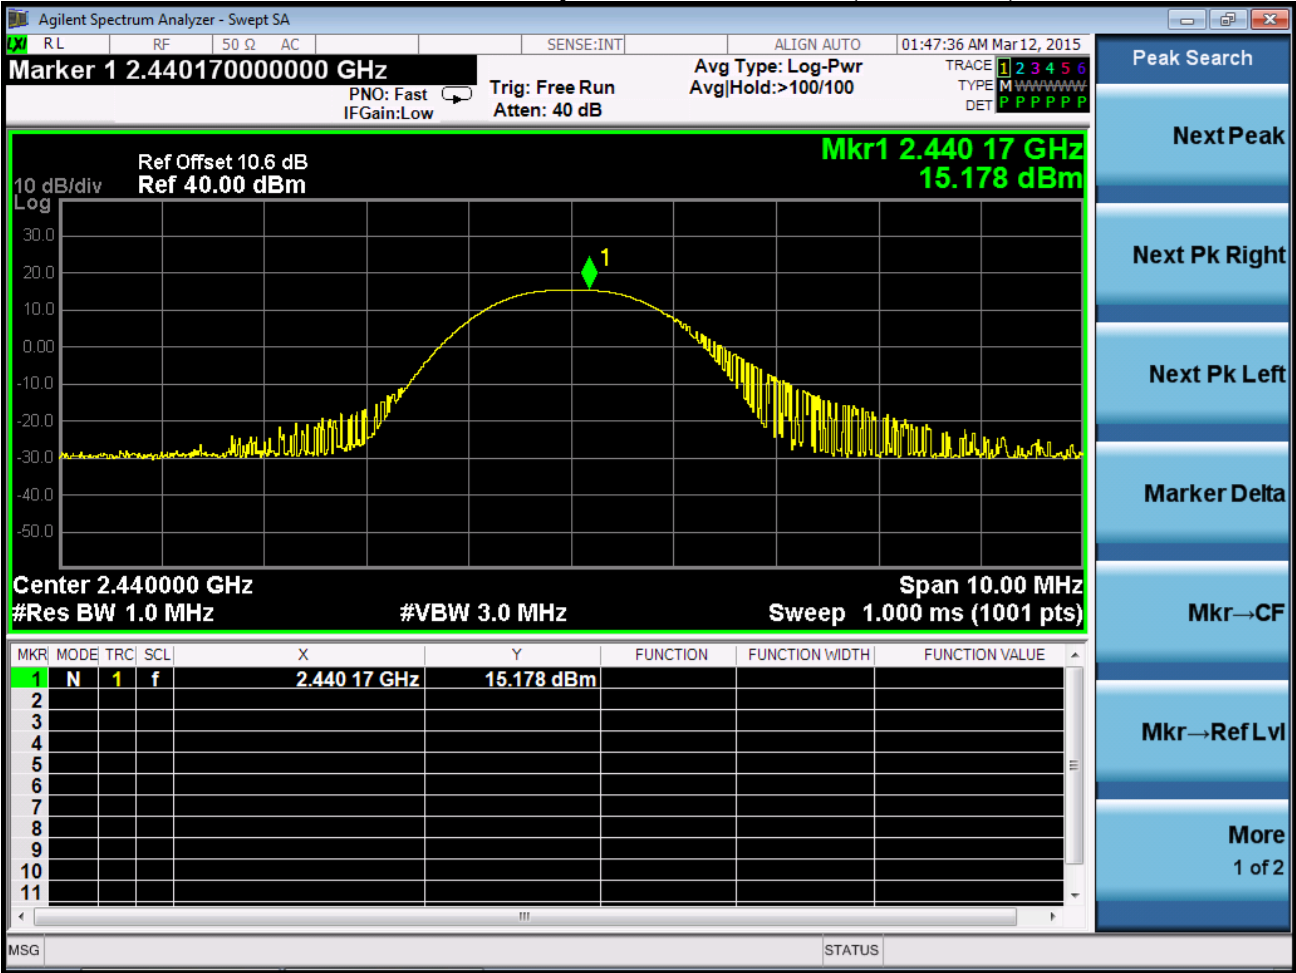 Agilent Spectrum Analyzer - Swept SA
LXI RL RF 50 Ω AC SENSE:INT ALIGN AUTO 01:47:36 AM Mar 12, 2015
Marker 1 2.440170000000 GHz
PNO: Fast
IFGain:Low
Trig: Free Run
Atten: 40 dB
Avg Type: Log-Pwr
Avg|Hold:>100/100
TRACE 1 2 3 4 5 6
TYPE M WWWWW
DET P P P P P P
Mkr1 2.440 17 GHz
15.178 dBm
Ref Offset 10.6 dB
10 dB/div Ref 40.00 dBm
Log
30.0
20.0
10.0
0.00
-10.0
-20.0
-30.0
-40.0
-50.0
1
Center 2.440000 GHz Span 10.00 MHz
#Res BW 1.0 MHz #VBW 3.0 MHz Sweep 1.000 ms (1001 pts)
MKR MODE TRC SCL X Y FUNCTION FUNCTION WIDTH FUNCTION VALUE
1 N 1 f 2.440 17 GHz 15.178 dBm
2
3
4
5
6
7
8
9
10
11
MSG STATUS
Peak Search
Next Peak
Next Pk Right
Next Pk Left
Marker Delta
Mkr→CF
Mkr→Ref Lvl
More
1 of 2